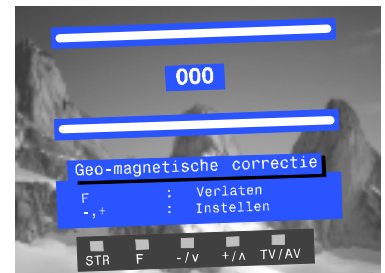 000
Geo-magnetische correctie
F : Verlaten
-,+ : Instellen
STR F -/v +/ʌ TV/AV